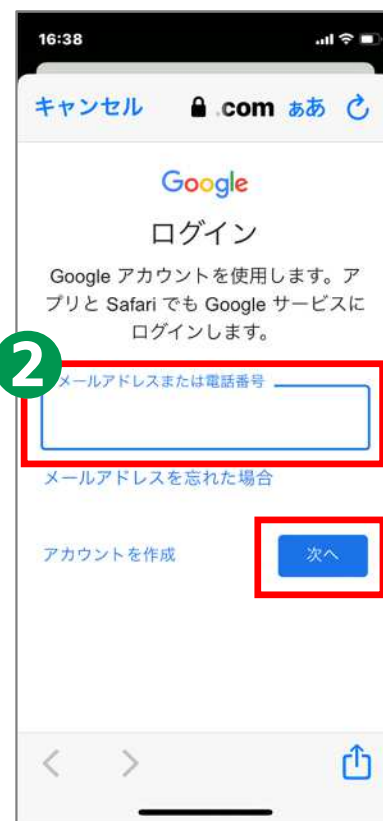 16:38
キャンセル .com ぁあ
Google
ログイン
Google アカウントを使用します。ア
プリと Safari でも Google サービスに
ログインします。
2
メールアドレスまたは電話番号
メールアドレスを忘れた場合
アカウントを作成 次へ